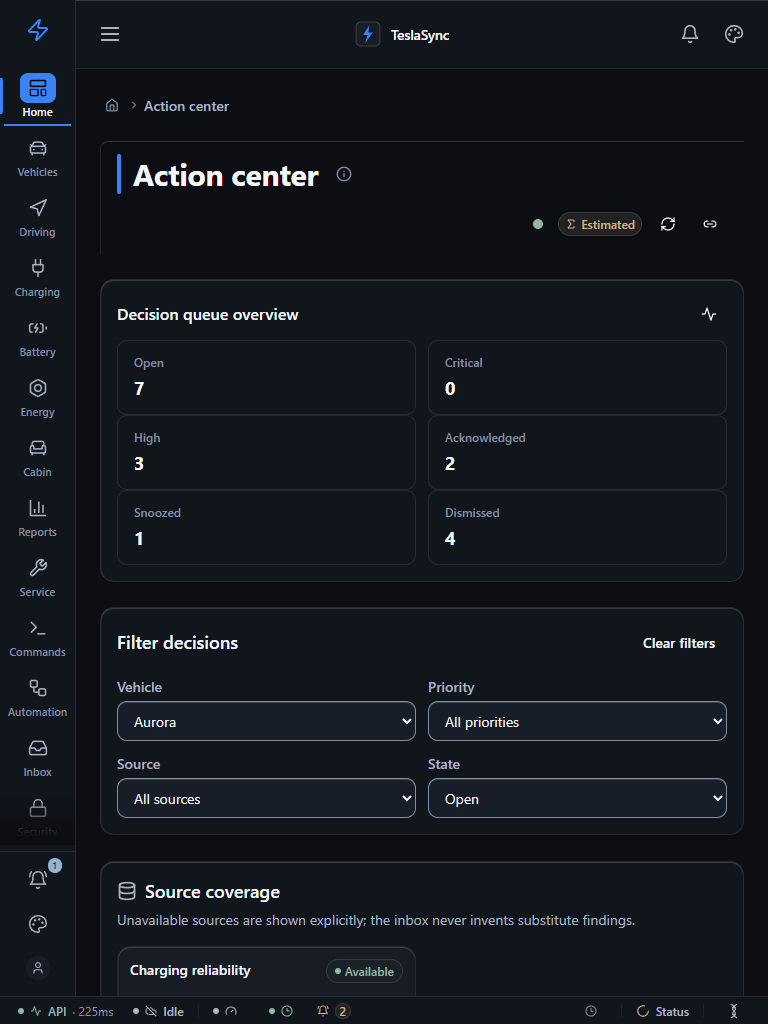 TeslaSync
Home
Vehicles
Driving
Charging
Battery
Energy
Cabin
Reports
Service
Commands
Automation
Inbox
Security
1
Action center
Action center
Σ Estimated
Decision queue overview
Open
7
Critical
0
High
3
Acknowledged
2
Snoozed
1
Dismissed
4
Filter decisions
Clear filters
Vehicle
Aurora
Priority
All priorities
Source
All sources
State
Open
Source coverage
Unavailable sources are shown explicitly; the inbox never invents substitute findings.
Charging reliability
Available
API · 225ms
Idle
2
Status